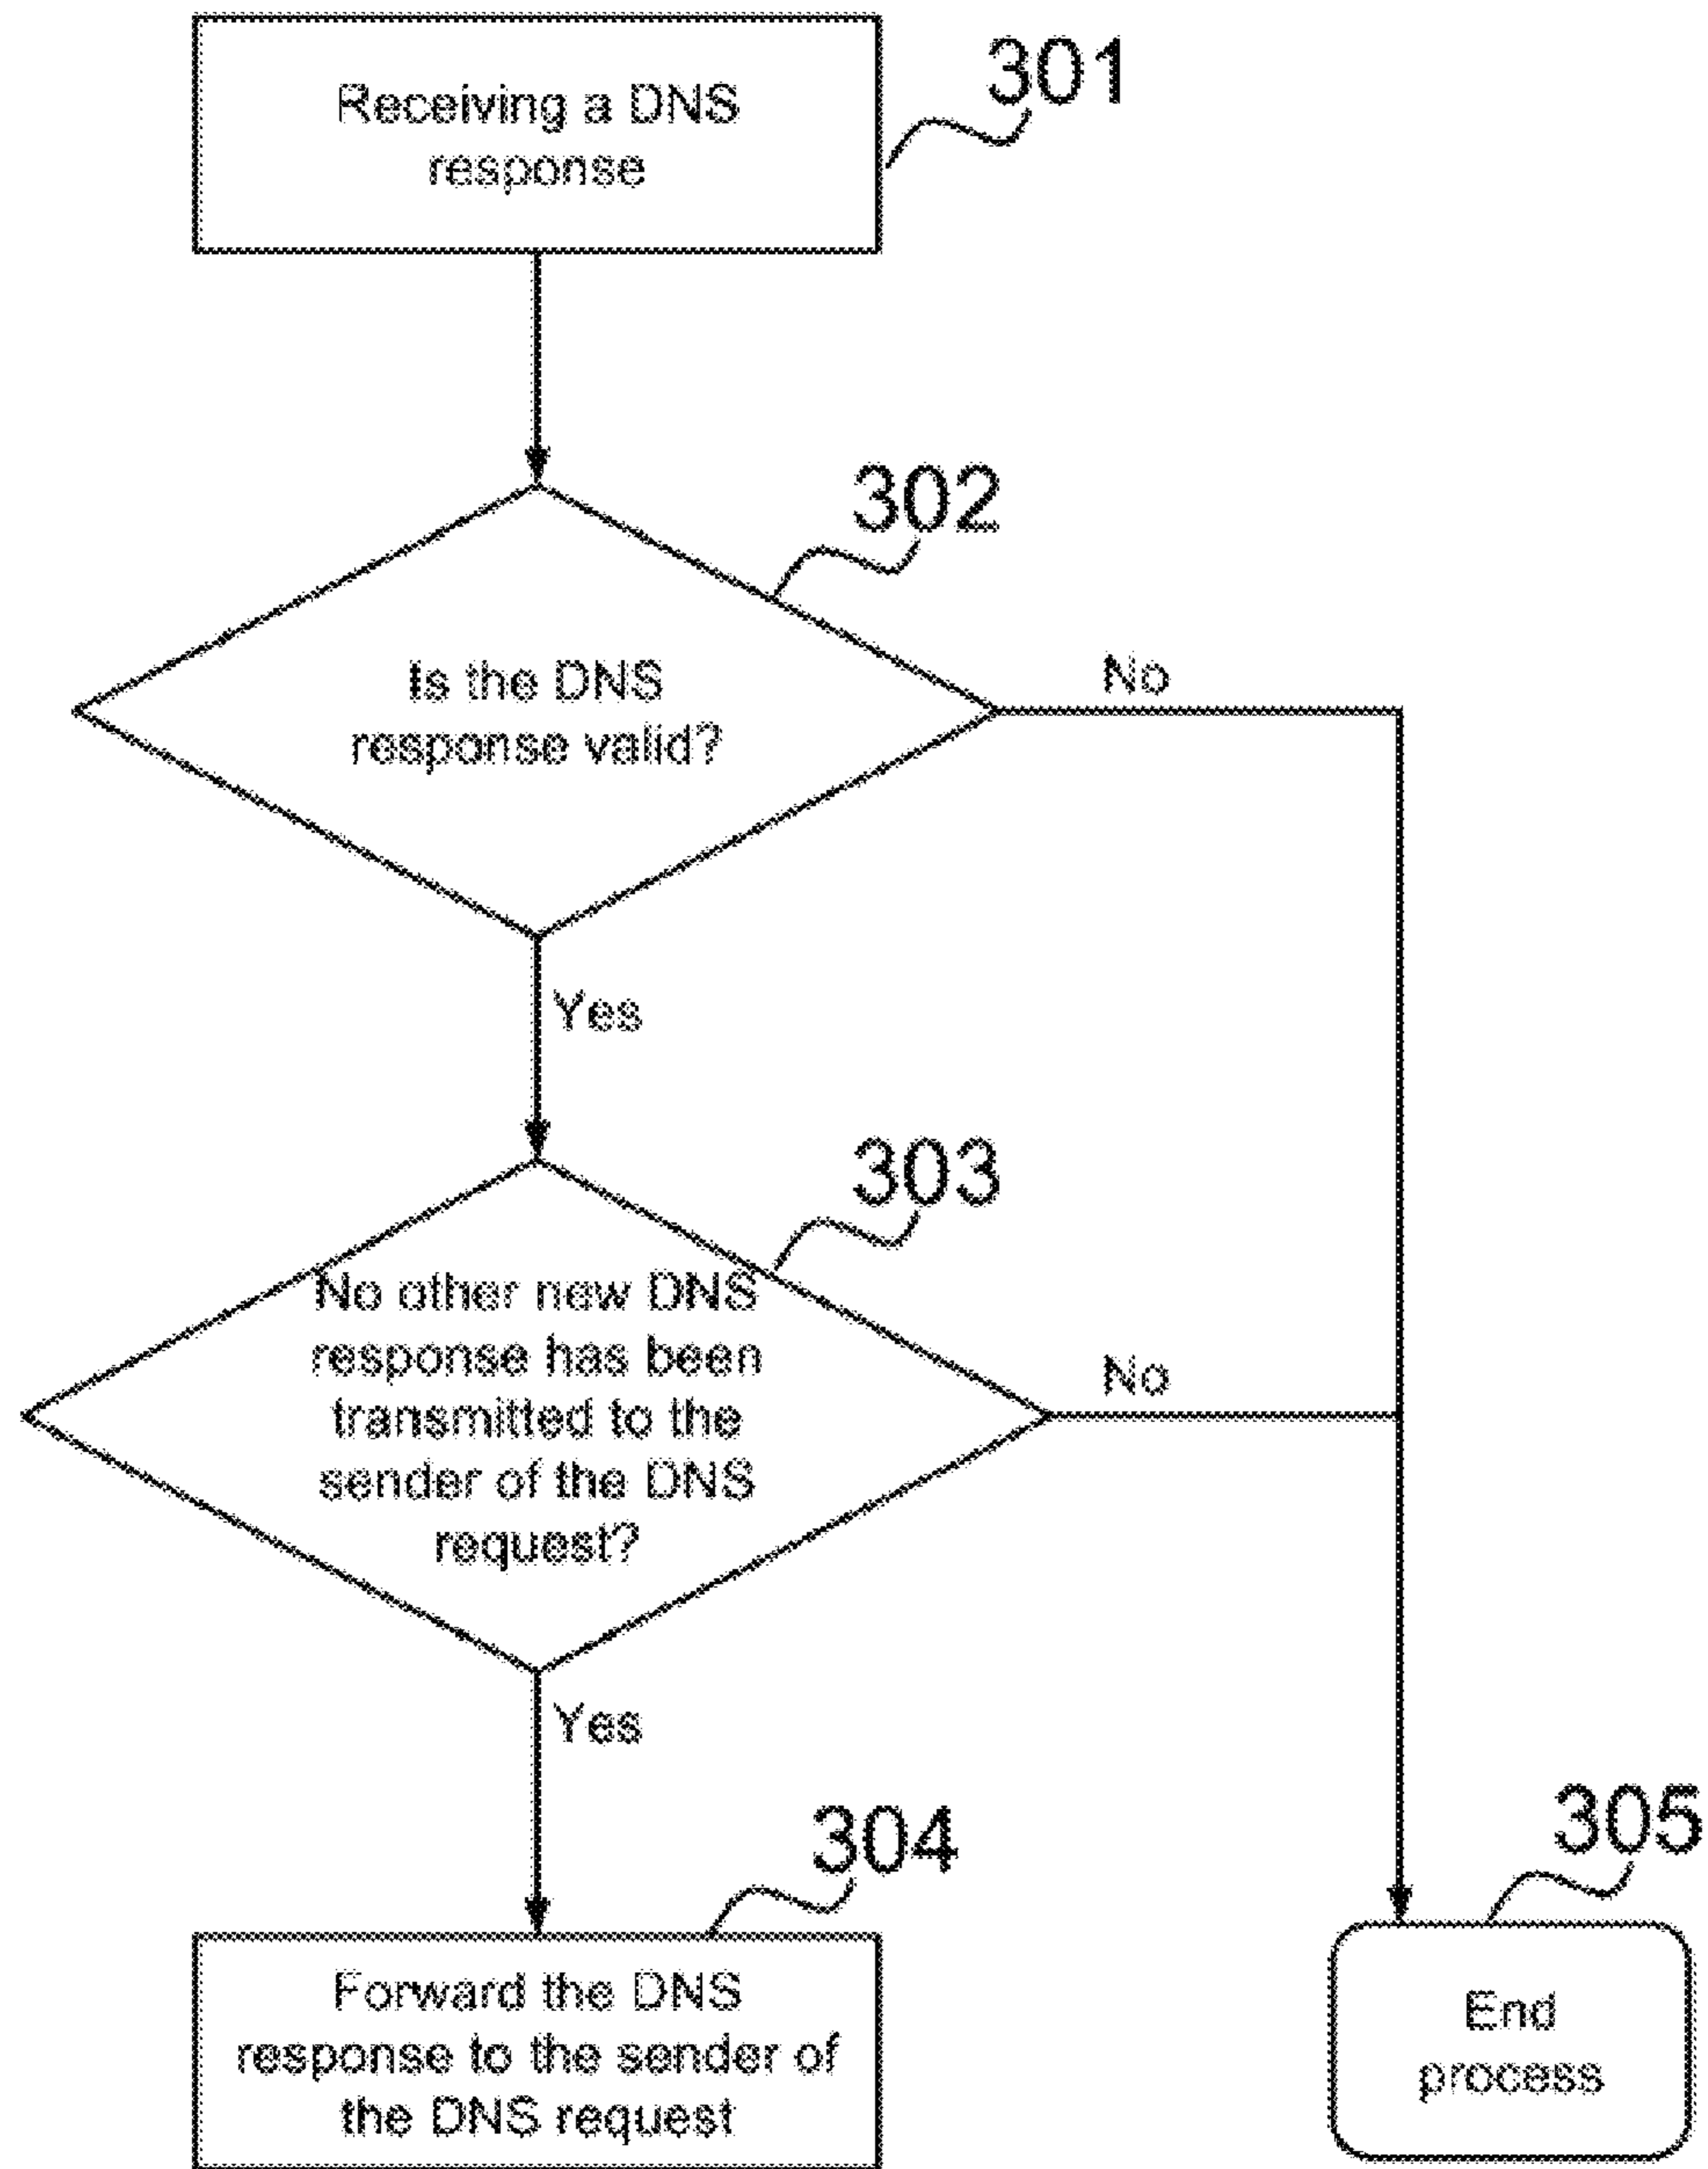 Receiving a DNS
response
301
302
Is the DNS
response valid?
No
Yes
303
No other new DNS
response has been
transmitted to the
sender of the DNS
request?
No
Yes
304
Forward the DNS
response to the sender of
the DNS request
305
End
process